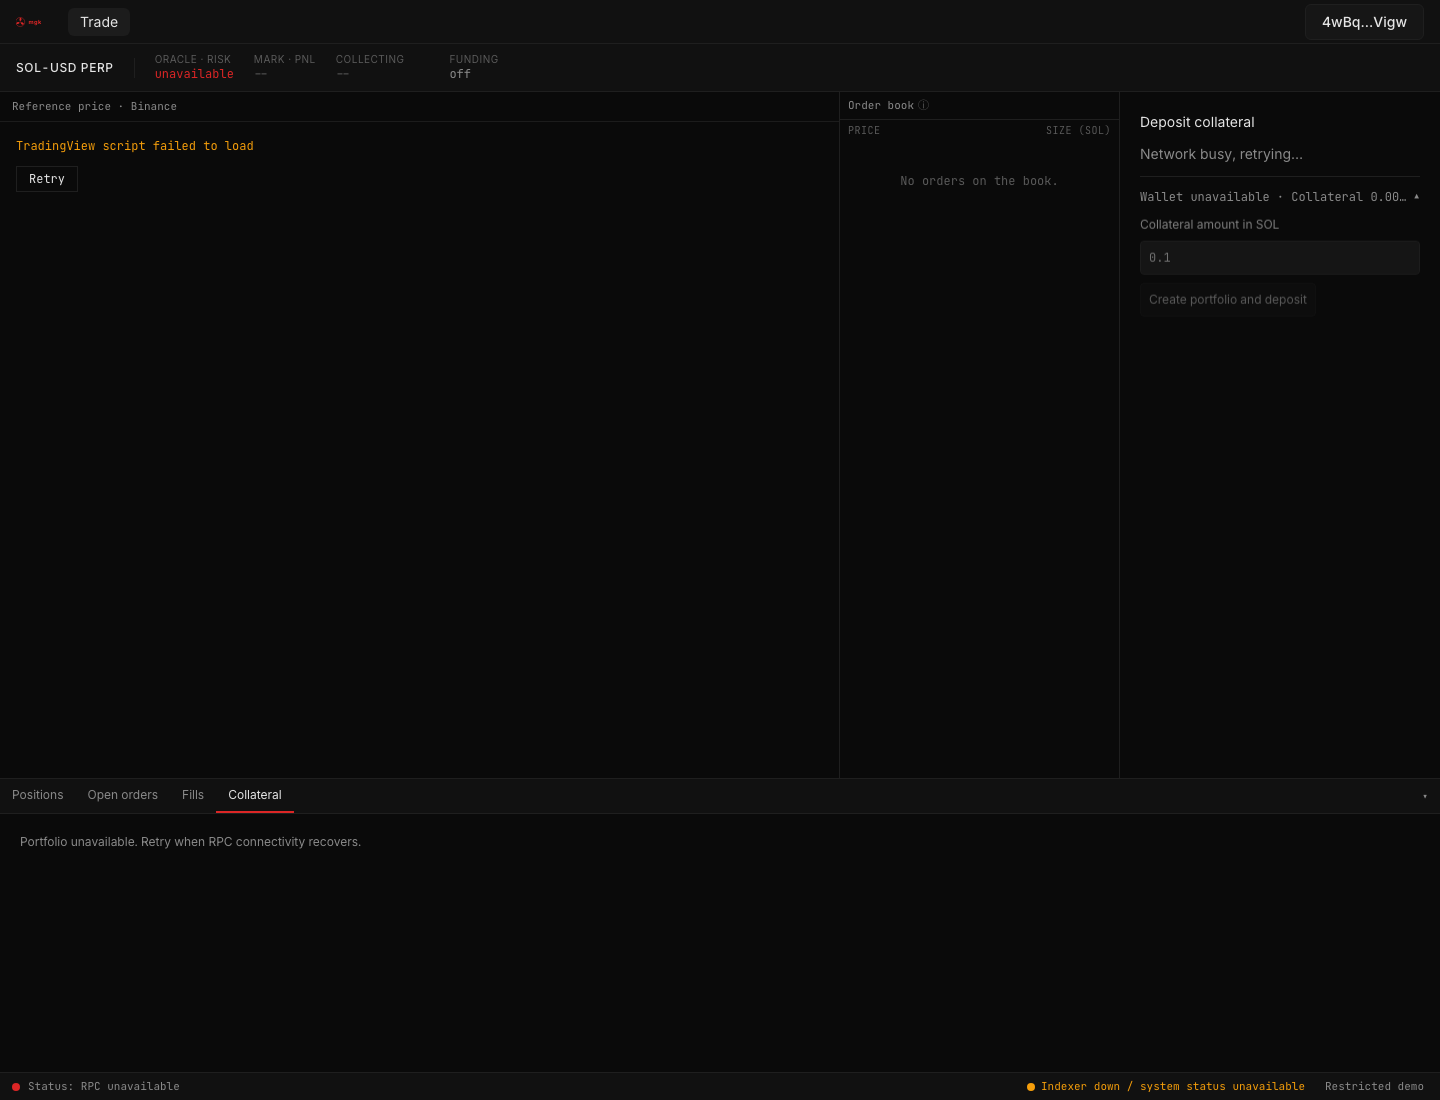 Trade
4wBq...Vigw
SOL-USD PERP
ORACLE · RISK
unavailable
MARK · PNL
——
COLLECTING
——
FUNDING
off
Reference price · Binance
TradingView script failed to load
Retry
Order book ⓘ
PRICE
SIZE (SOL)
No orders on the book.
Deposit collateral
Network busy, retrying...
Wallet unavailable · Collateral 0.00…
Collateral amount in SOL
0.1
Create portfolio and deposit
Positions
Open orders
Fills
Collateral
Portfolio unavailable. Retry when RPC connectivity recovers.
Status: RPC unavailable
Indexer down / system status unavailable
Restricted demo